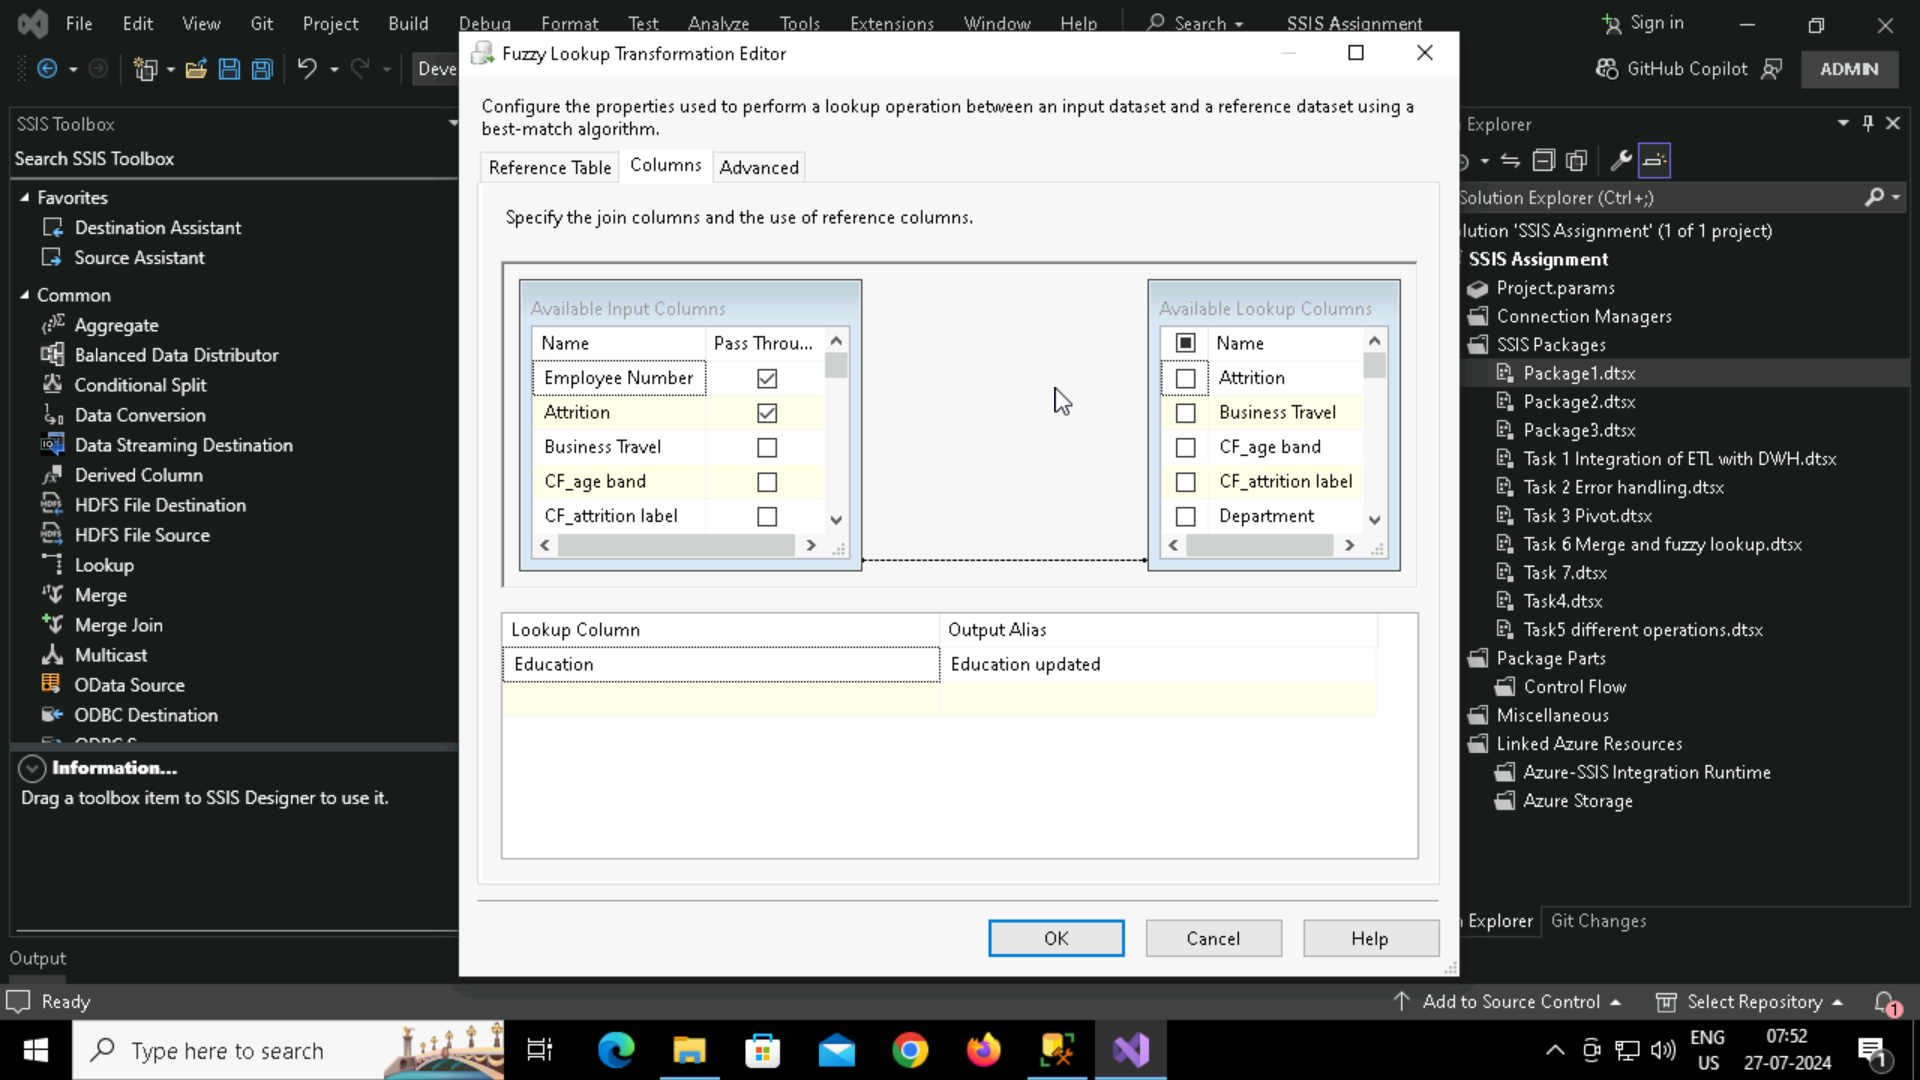 File Edit View Git Project Build Debug Format Test Analyze Tools Extensions Window Help Search SSIS Assignment Sign in
Deve
GitHub Copilot ADMIN
Fuzzy Lookup Transformation Editor
Configure the properties used to perform a lookup operation between an input dataset and a reference dataset using a
best-match algorithm.
Reference Table Columns Advanced
Specify the join columns and the use of reference columns.
Available Input Columns
Name Pass Throu...
Employee Number
Attrition
Business Travel
CF_age band
CF_attrition label
Available Lookup Columns
Name
Attrition
Business Travel
CF_age band
CF_attrition label
Department
Lookup Column Output Alias
Education Education updated
OK Cancel Help
SSIS Toolbox
Search SSIS Toolbox
Favorites
Destination Assistant
Source Assistant
Common
Aggregate
Balanced Data Distributor
Conditional Split
Data Conversion
Data Streaming Destination
Derived Column
HDFS File Destination
HDFS File Source
Lookup
Merge
Merge Join
Multicast
OData Source
ODBC Destination
Information...
Drag a toolbox item to SSIS Designer to use it.
Output
Explorer
Solution Explorer (Ctrl+;)
lution 'SSIS Assignment' (1 of 1 project)
SSIS Assignment
Project.params
Connection Managers
SSIS Packages
Package1.dtsx
Package2.dtsx
Package3.dtsx
Task 1 Integration of ETL with DWH.dtsx
Task 2 Error handling.dtsx
Task 3 Pivot.dtsx
Task 6 Merge and fuzzy lookup.dtsx
Task 7.dtsx
Task4.dtsx
Task5 different operations.dtsx
Package Parts
Control Flow
Miscellaneous
Linked Azure Resources
Azure-SSIS Integration Runtime
Azure Storage
Explorer Git Changes
Ready
Add to Source Control Select Repository 1
Type here to search
ENG
US
07:52
27-07-2024
1